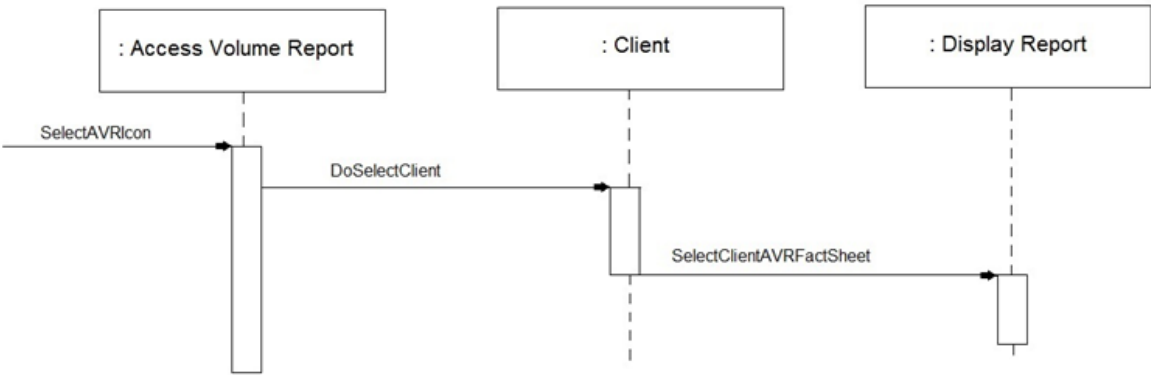 : Access Volume Report
: Client
: Display Report
SelectAVRIcon
DoSelectClient
SelectClientAVRFactSheet